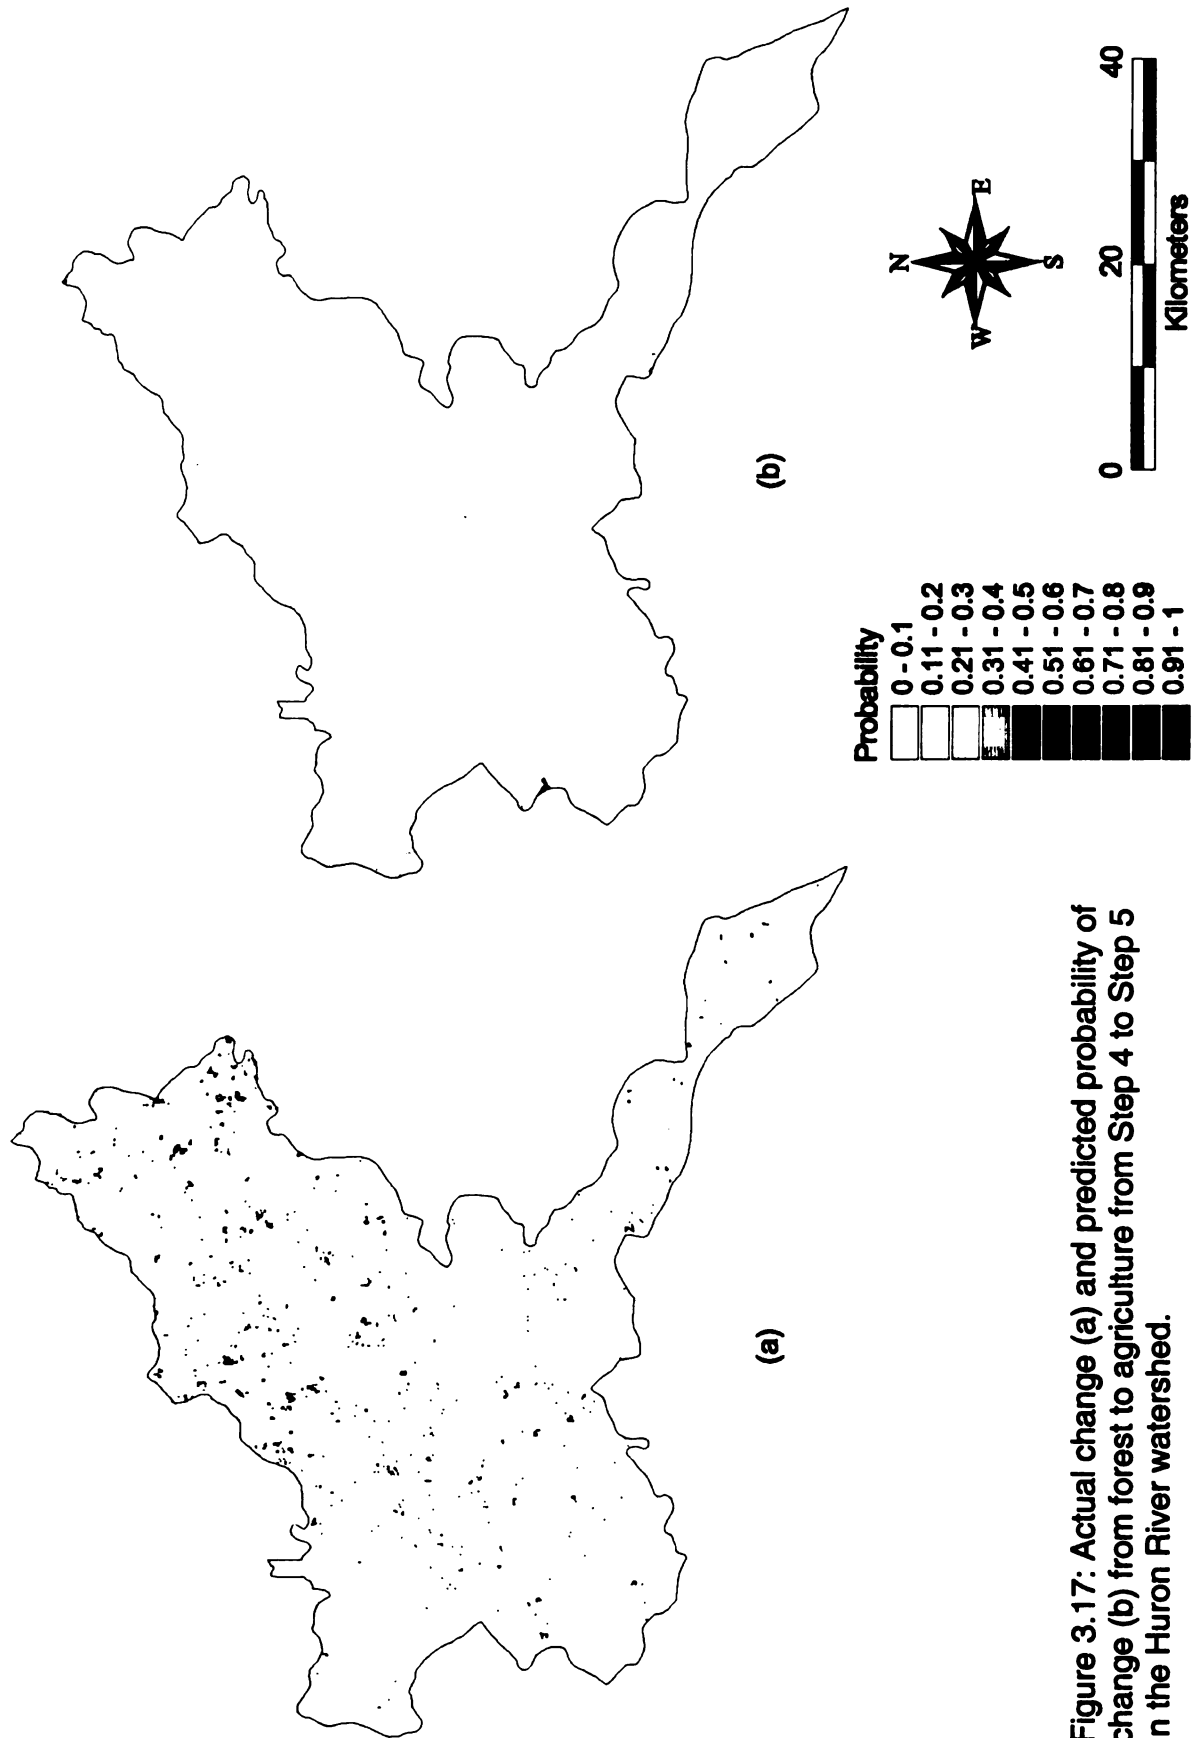 (a)
(b)
Probability
0 - 0.1
0.11 - 0.2
0.21 - 0.3
0.31 - 0.4
0.41 - 0.5
0.51 - 0.6
0.61 - 0.7
0.71 - 0.8
0.81 - 0.9
0.91 - 1
N
W
E
S
0
20
40
Kilometers
Figure 3.17: Actual change (a) and predicted probability of
change (b) from forest to agriculture from Step 4 to Step 5
n the Huron River watershed.